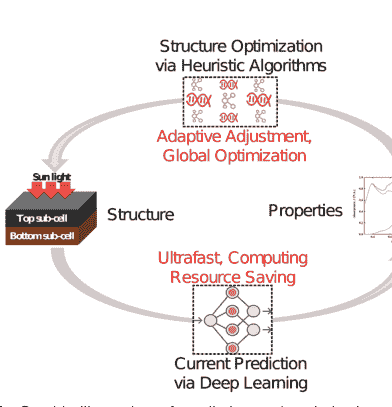 Structure Optimization
via Heuristic Algorithms
Adaptive Adjustment,
Global Optimization
Sun light
Top sub-cell
Bottom sub-cell
Structure
Properties
Ultrafast, Computing
Resource Saving
Current Prediction
via Deep Learning